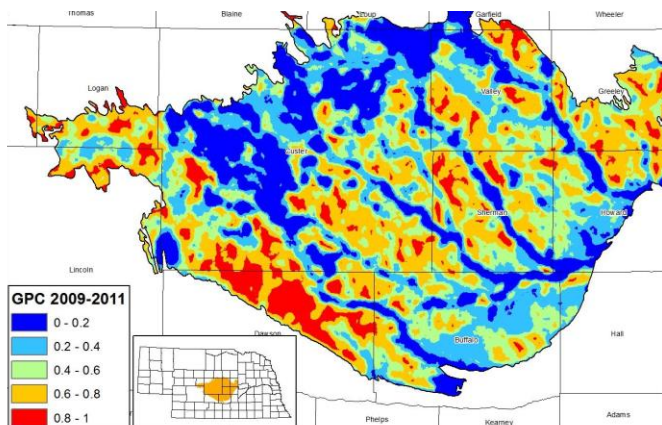 Thomas
Blaine
Loup
Garfield
Wheeler
Logan
Valley
Greeley
Custer
Sherman
Howard
Lincoln
GPC 2009-2011
0 - 0.2
0.2 - 0.4
0.4 - 0.6
0.6 - 0.8
0.8 - 1
Dawson
Buffalo
Hall
Phelps
Kearney
Adams